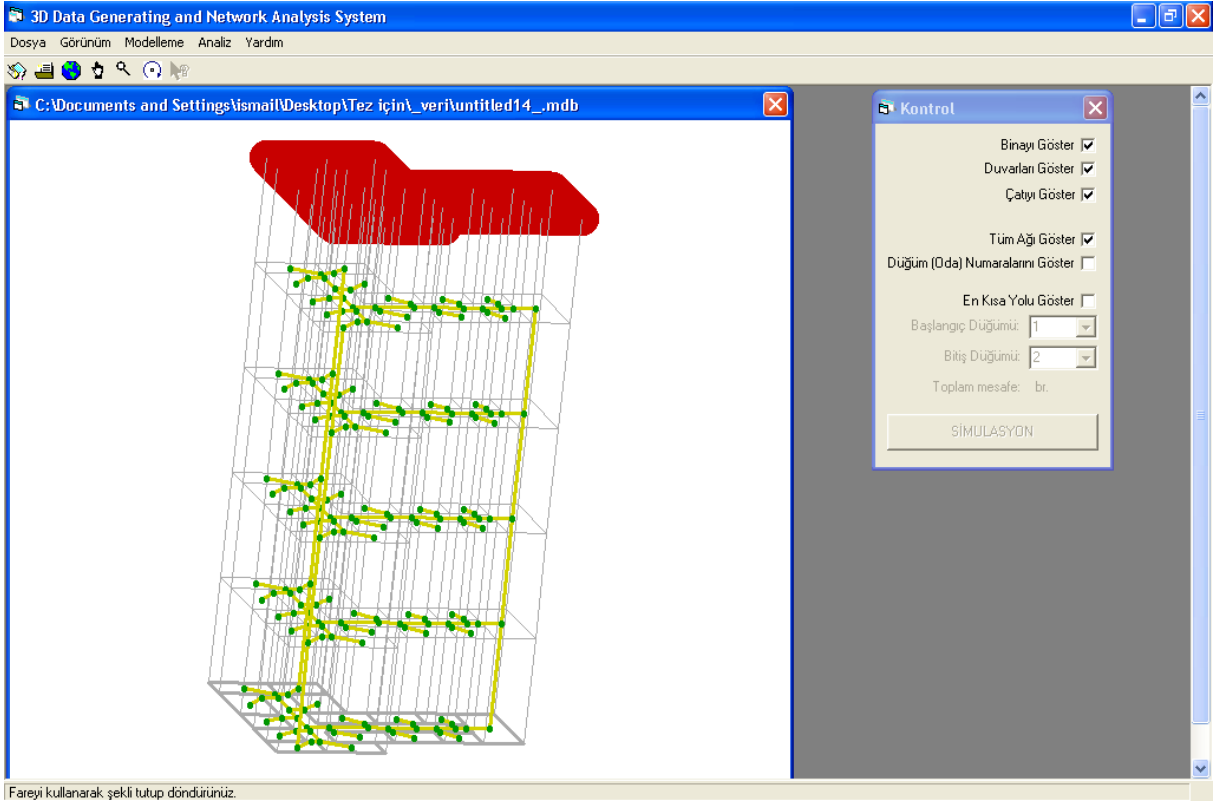 3D Data Generating and Network Analysis System
Dosya Görünüm Modelleme Analiz Yardım
C:\Documents and Settings\ismail\Desktop\Tez için\_veri\untitled14_.mdb
Kontrol
Binayı Göster
Duvarları Göster
Çatıyı Göster
Tüm Ağı Göster
Düğüm (Oda) Numaralarını Göster
En Kısa Yolu Göster
Başlangıç Düğümü: 1
Bitiş Düğümü: 2
Toplam mesafe: br.
SİMULASYON
Fareyi kullanarak şekli tutup döndürünüz.